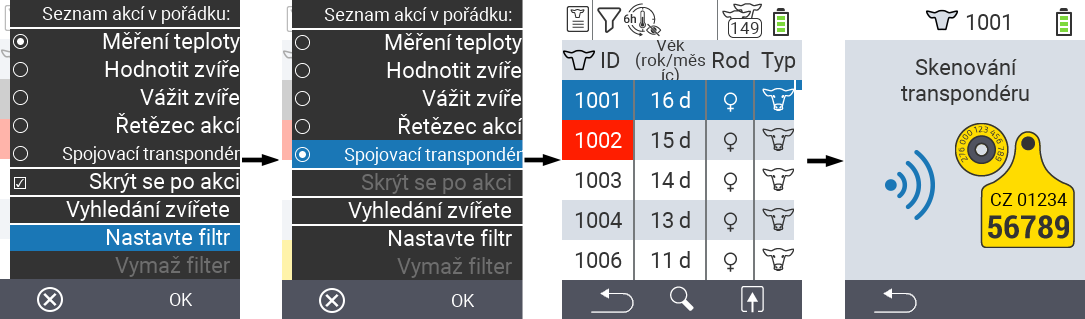 Seznam akcí v pořádku:
Měření teploty
Hodnotit zvíře
Vážit zvíře
Řetězec akcí
Spojovací transpondér
Skrýt se po akci
Vyhledání zvířete
Nastavte filtr
Vymaž filter
OK
Seznam akcí v pořádku:
Měření teploty
Hodnotit zvíře
Vážit zvíře
Řetězec akcí
Spojovací transpondér
Skrýt se po akci
Vyhledání zvířete
Nastavte filtr
Vymaž filter
OK
6h 149
ID Věk (rok/měs íc) Rod Typ
1001 16 d ♀
1002 15 d ♀
1003 14 d ♀
1004 13 d ♀
1006 11 d ♀
1001
Skenování
transpondéru
276 000 123 456 789
CZ 01234
56789